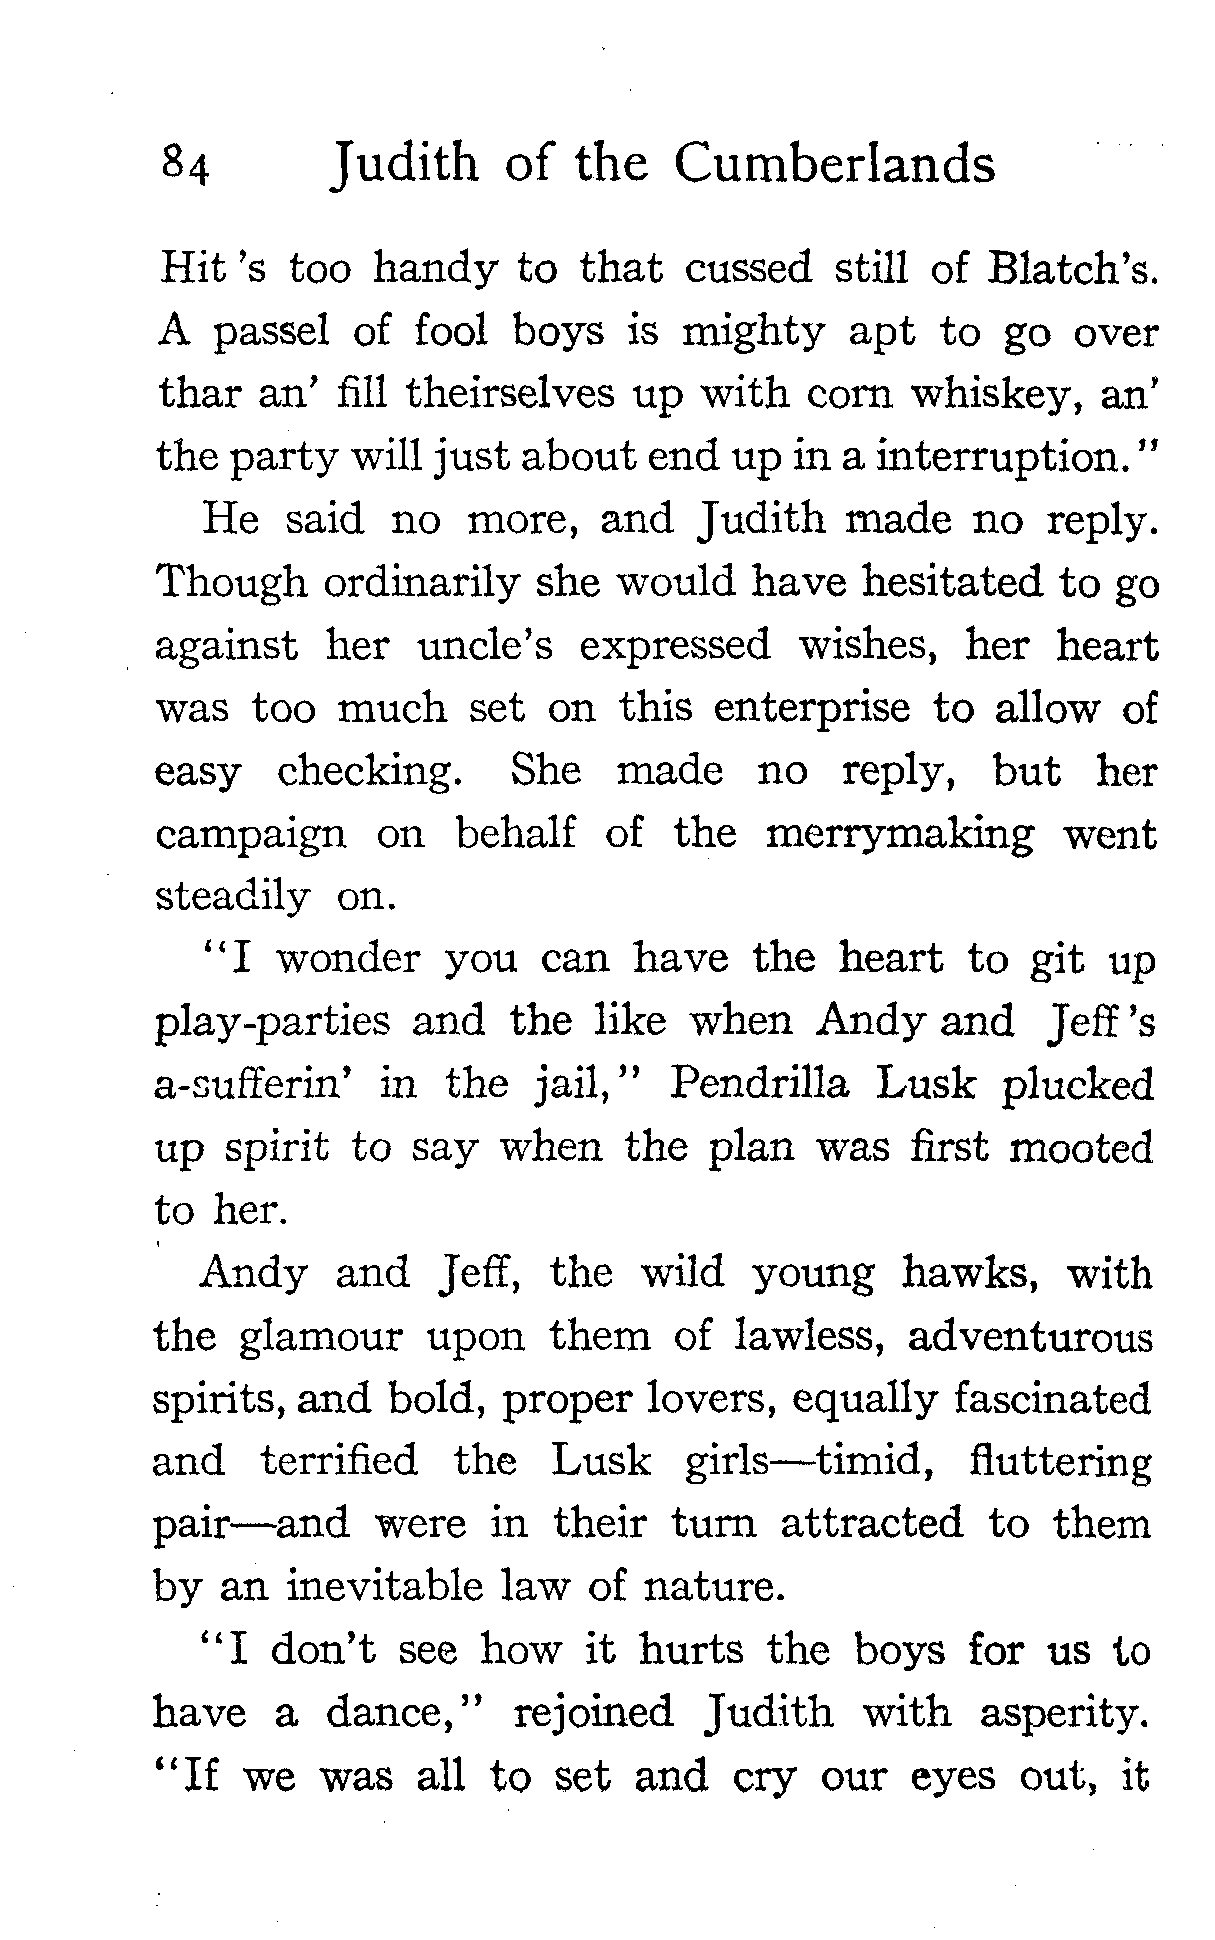 84 Judith of the Cumberlands
Hit 's too handy to that cussed still of Blatch's.
A passel of fool boys is mighty apt to go over
thar an' fill theirselves up with corn whiskey, an'
the party will just about end up in a interruption."
He said no more, and Judith made no reply.
Though ordinarily she would have hesitated to go
against her uncle's expressed wishes, her heart
was too much set on this enterprise to allow of
easy checking. She made no reply, but her
campaign on behalf of the merrymaking went
steadily on.
"I wonder you can have the heart to git up
play-parties and the like when Andy and Jeff 's
a-sufferin' in the jail," Pendrilla Lusk plucked
up spirit to say when the plan was first mooted
to her.
Andy and Jeff, the wild young hawks, with
the glamour upon them of lawless, adventurous
spirits, and bold, proper lovers, equally fascinated
and terrified the Lusk girls—timid, fluttering
pair—and were in their turn attracted to them
by an inevitable law of nature.
"I don't see how it hurts the boys for us to
have a dance," rejoined Judith with asperity.
"If we was all to set and cry our eyes out, it